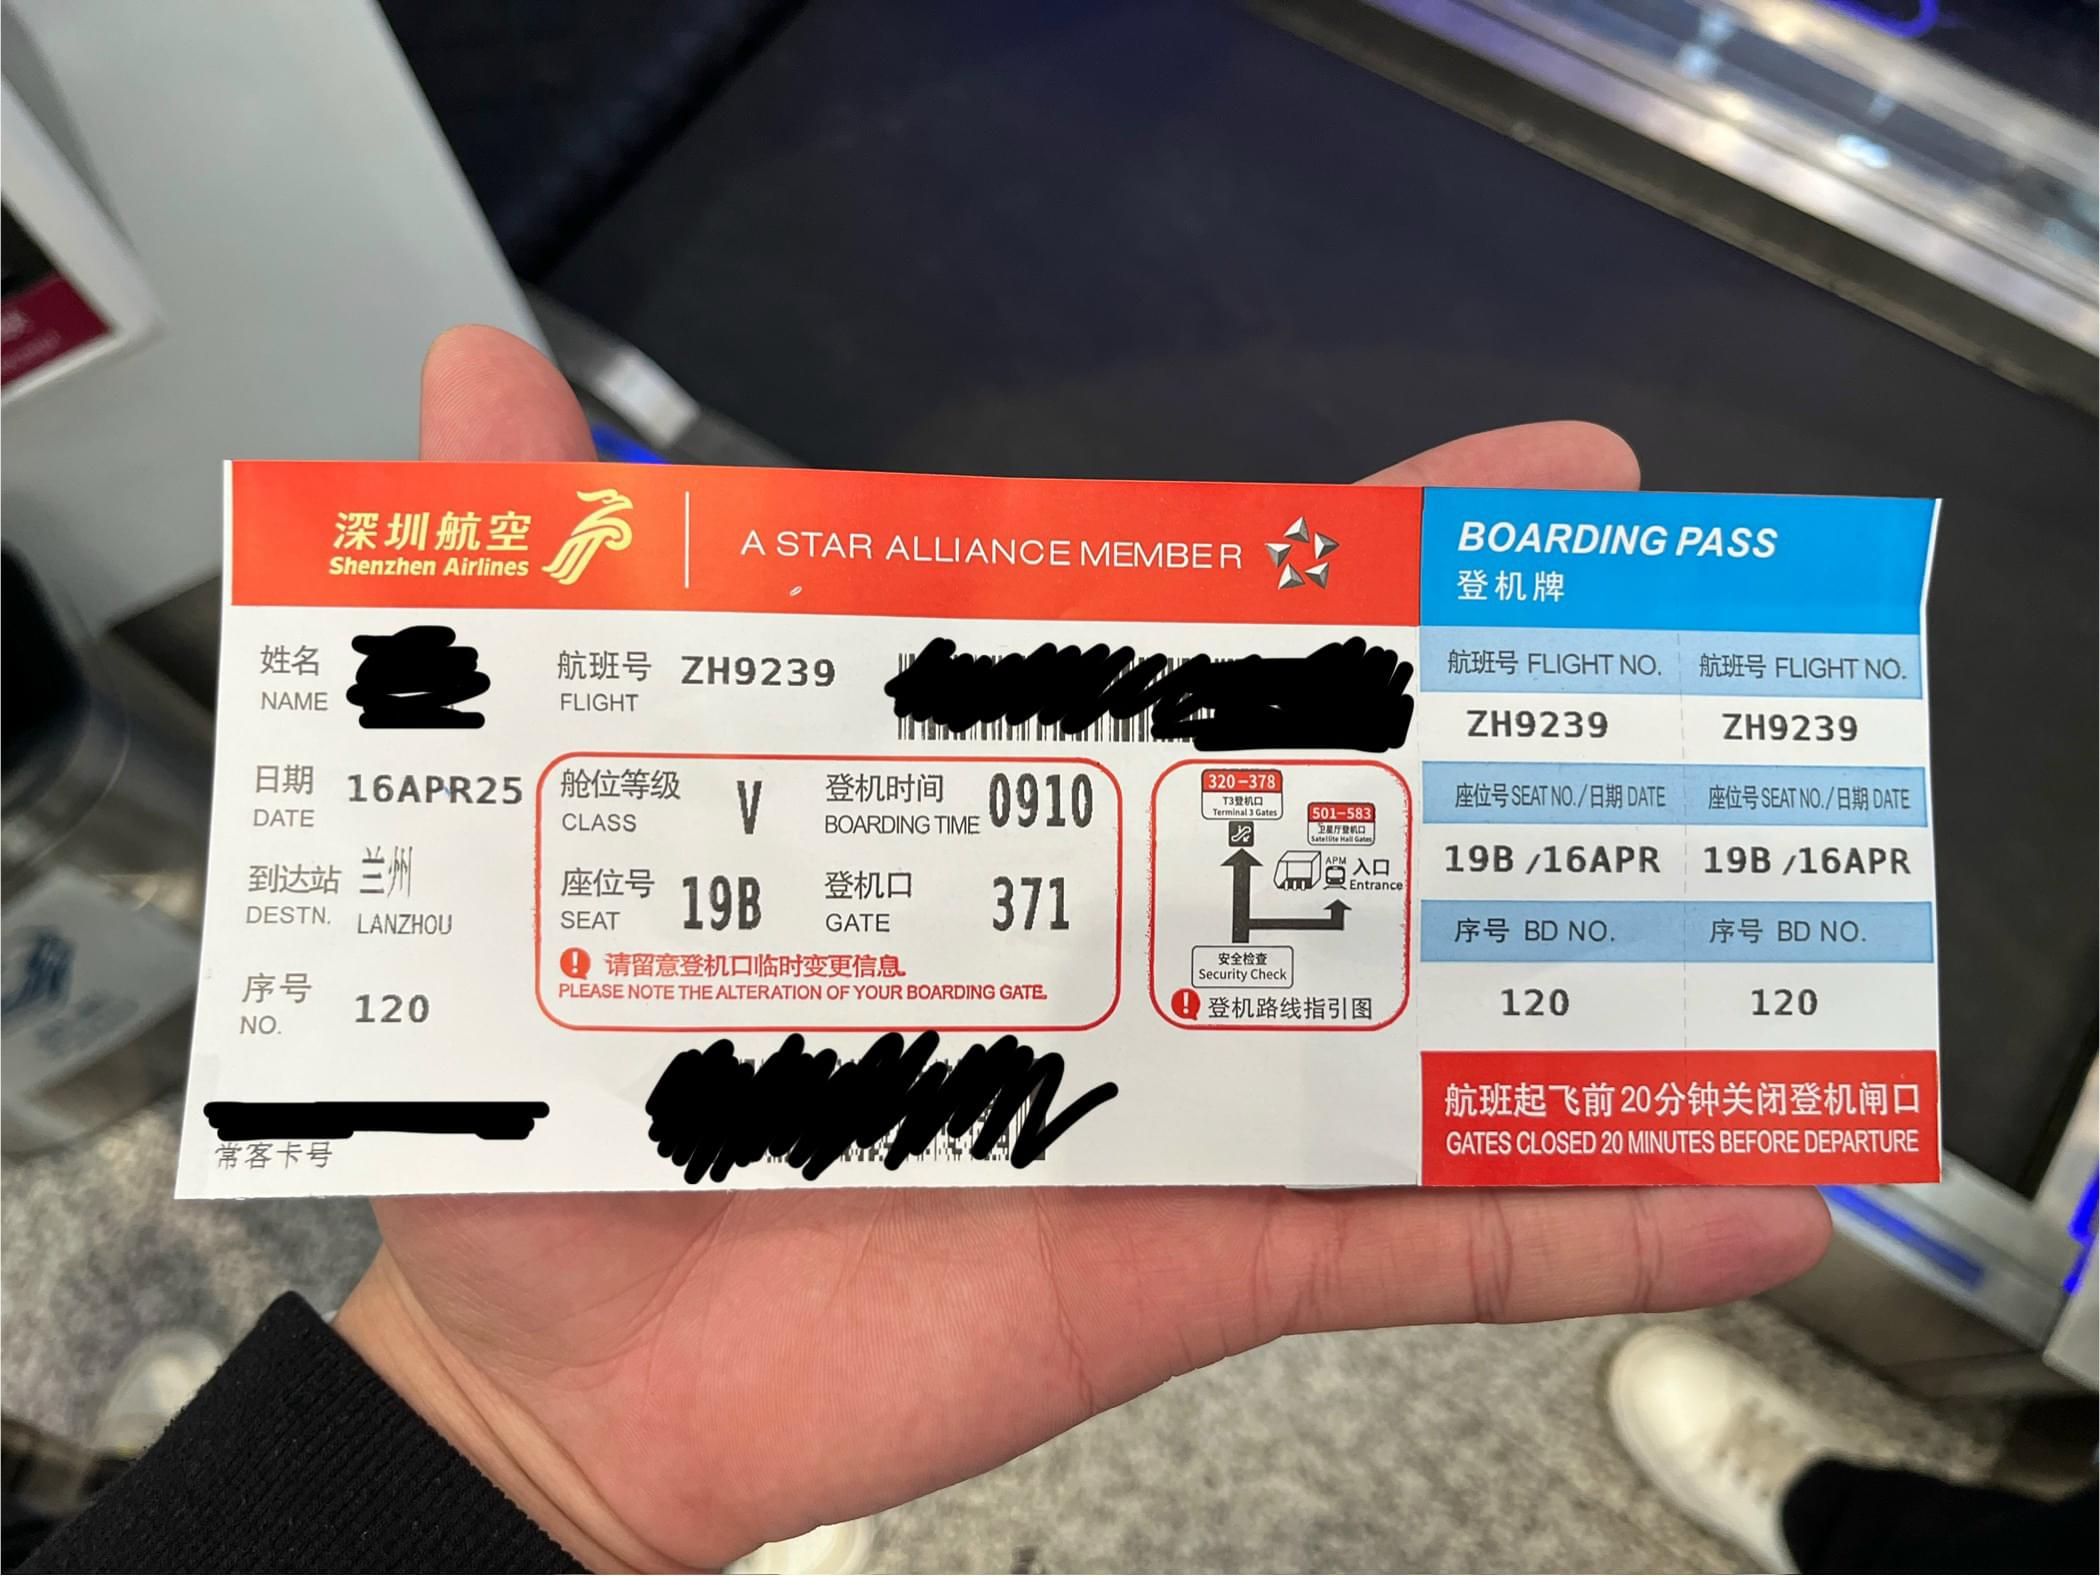 深圳航空
Shenzhen Airlines
A STAR ALLIANCE MEMBER
BOARDING PASS
登机牌
姓名
NAME
航班号 ZH9239
FLIGHT
日期 16APR25
DATE
舱位等级 V
CLASS
登机时间 0910
BOARDING TIME
到达站 兰州
DESTN. LANZHOU
座位号 19B
SEAT
登机口 371
GATE
序号 120
NO.
请留意登机口临时变更信息
PLEASE NOTE THE ALTERATION OF YOUR BOARDING GATE.
常客卡号
320-378
T3登机口
Terminal 3 Gates
501-583
卫星厅登机口
Satellite Hall Gates
APM 入口
Entrance
安全检查
Security Check
登机路线指引图
航班号 FLIGHT NO. 航班号 FLIGHT NO.
ZH9239 ZH9239
座位号 SEAT NO./日期 DATE 座位号 SEAT NO./日期 DATE
19B /16APR 19B /16APR
序号 BD NO. 序号 BD NO.
120 120
航班起飞前20分钟关闭登机闸口
GATES CLOSED 20 MINUTES BEFORE DEPARTURE